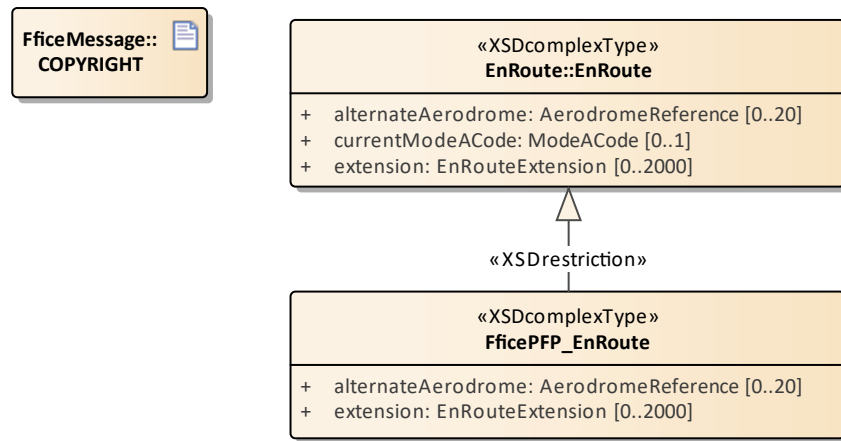 FficeMessage::
COPYRIGHT
«XSDcomplexType»
EnRoute::EnRoute
+ alternateAerodrome: AerodromeReference [0..20]
+ currentModeACode: ModeACode [0..1]
+ extension: EnRouteExtension [0..2000]
«XSDrestriction»
«XSDcomplexType»
FficePFP_EnRoute
+ alternateAerodrome: AerodromeReference [0..20]
+ extension: EnRouteExtension [0..2000]